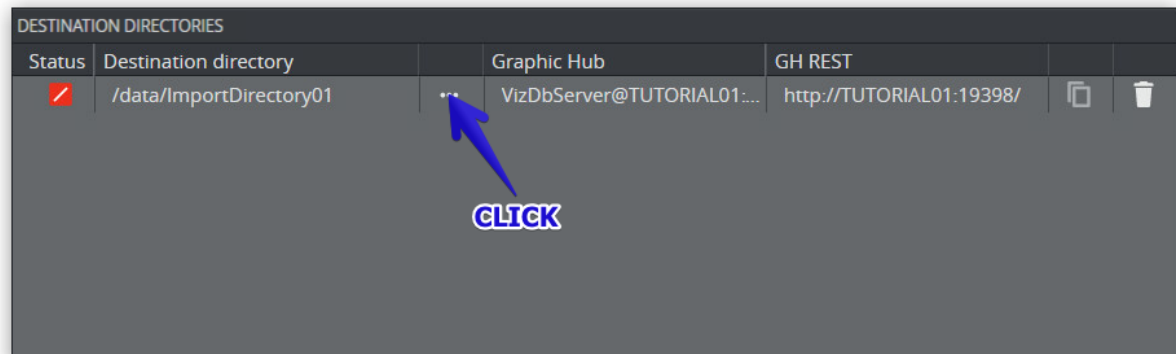 DESTINATION DIRECTORIES
Status Destination directory Graphic Hub GH REST
/data/ImportDirectory01 ... VizDbServer@TUTORIAL01:... http://TUTORIAL01:19398/
CLICK